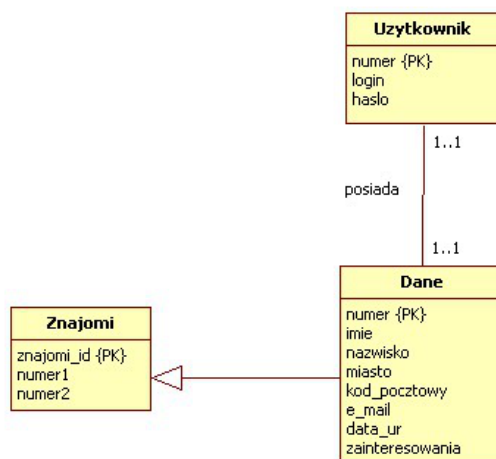 Uzytkownik
numer {PK}
login
haslo
1..1
posiada
1..1
Dane
numer {PK}
imie
nazwisko
miasto
kod_pocztowy
e_mail
data_ur
zainteresowania
Znajomi
znajomi_id {PK}
numer1
numer2